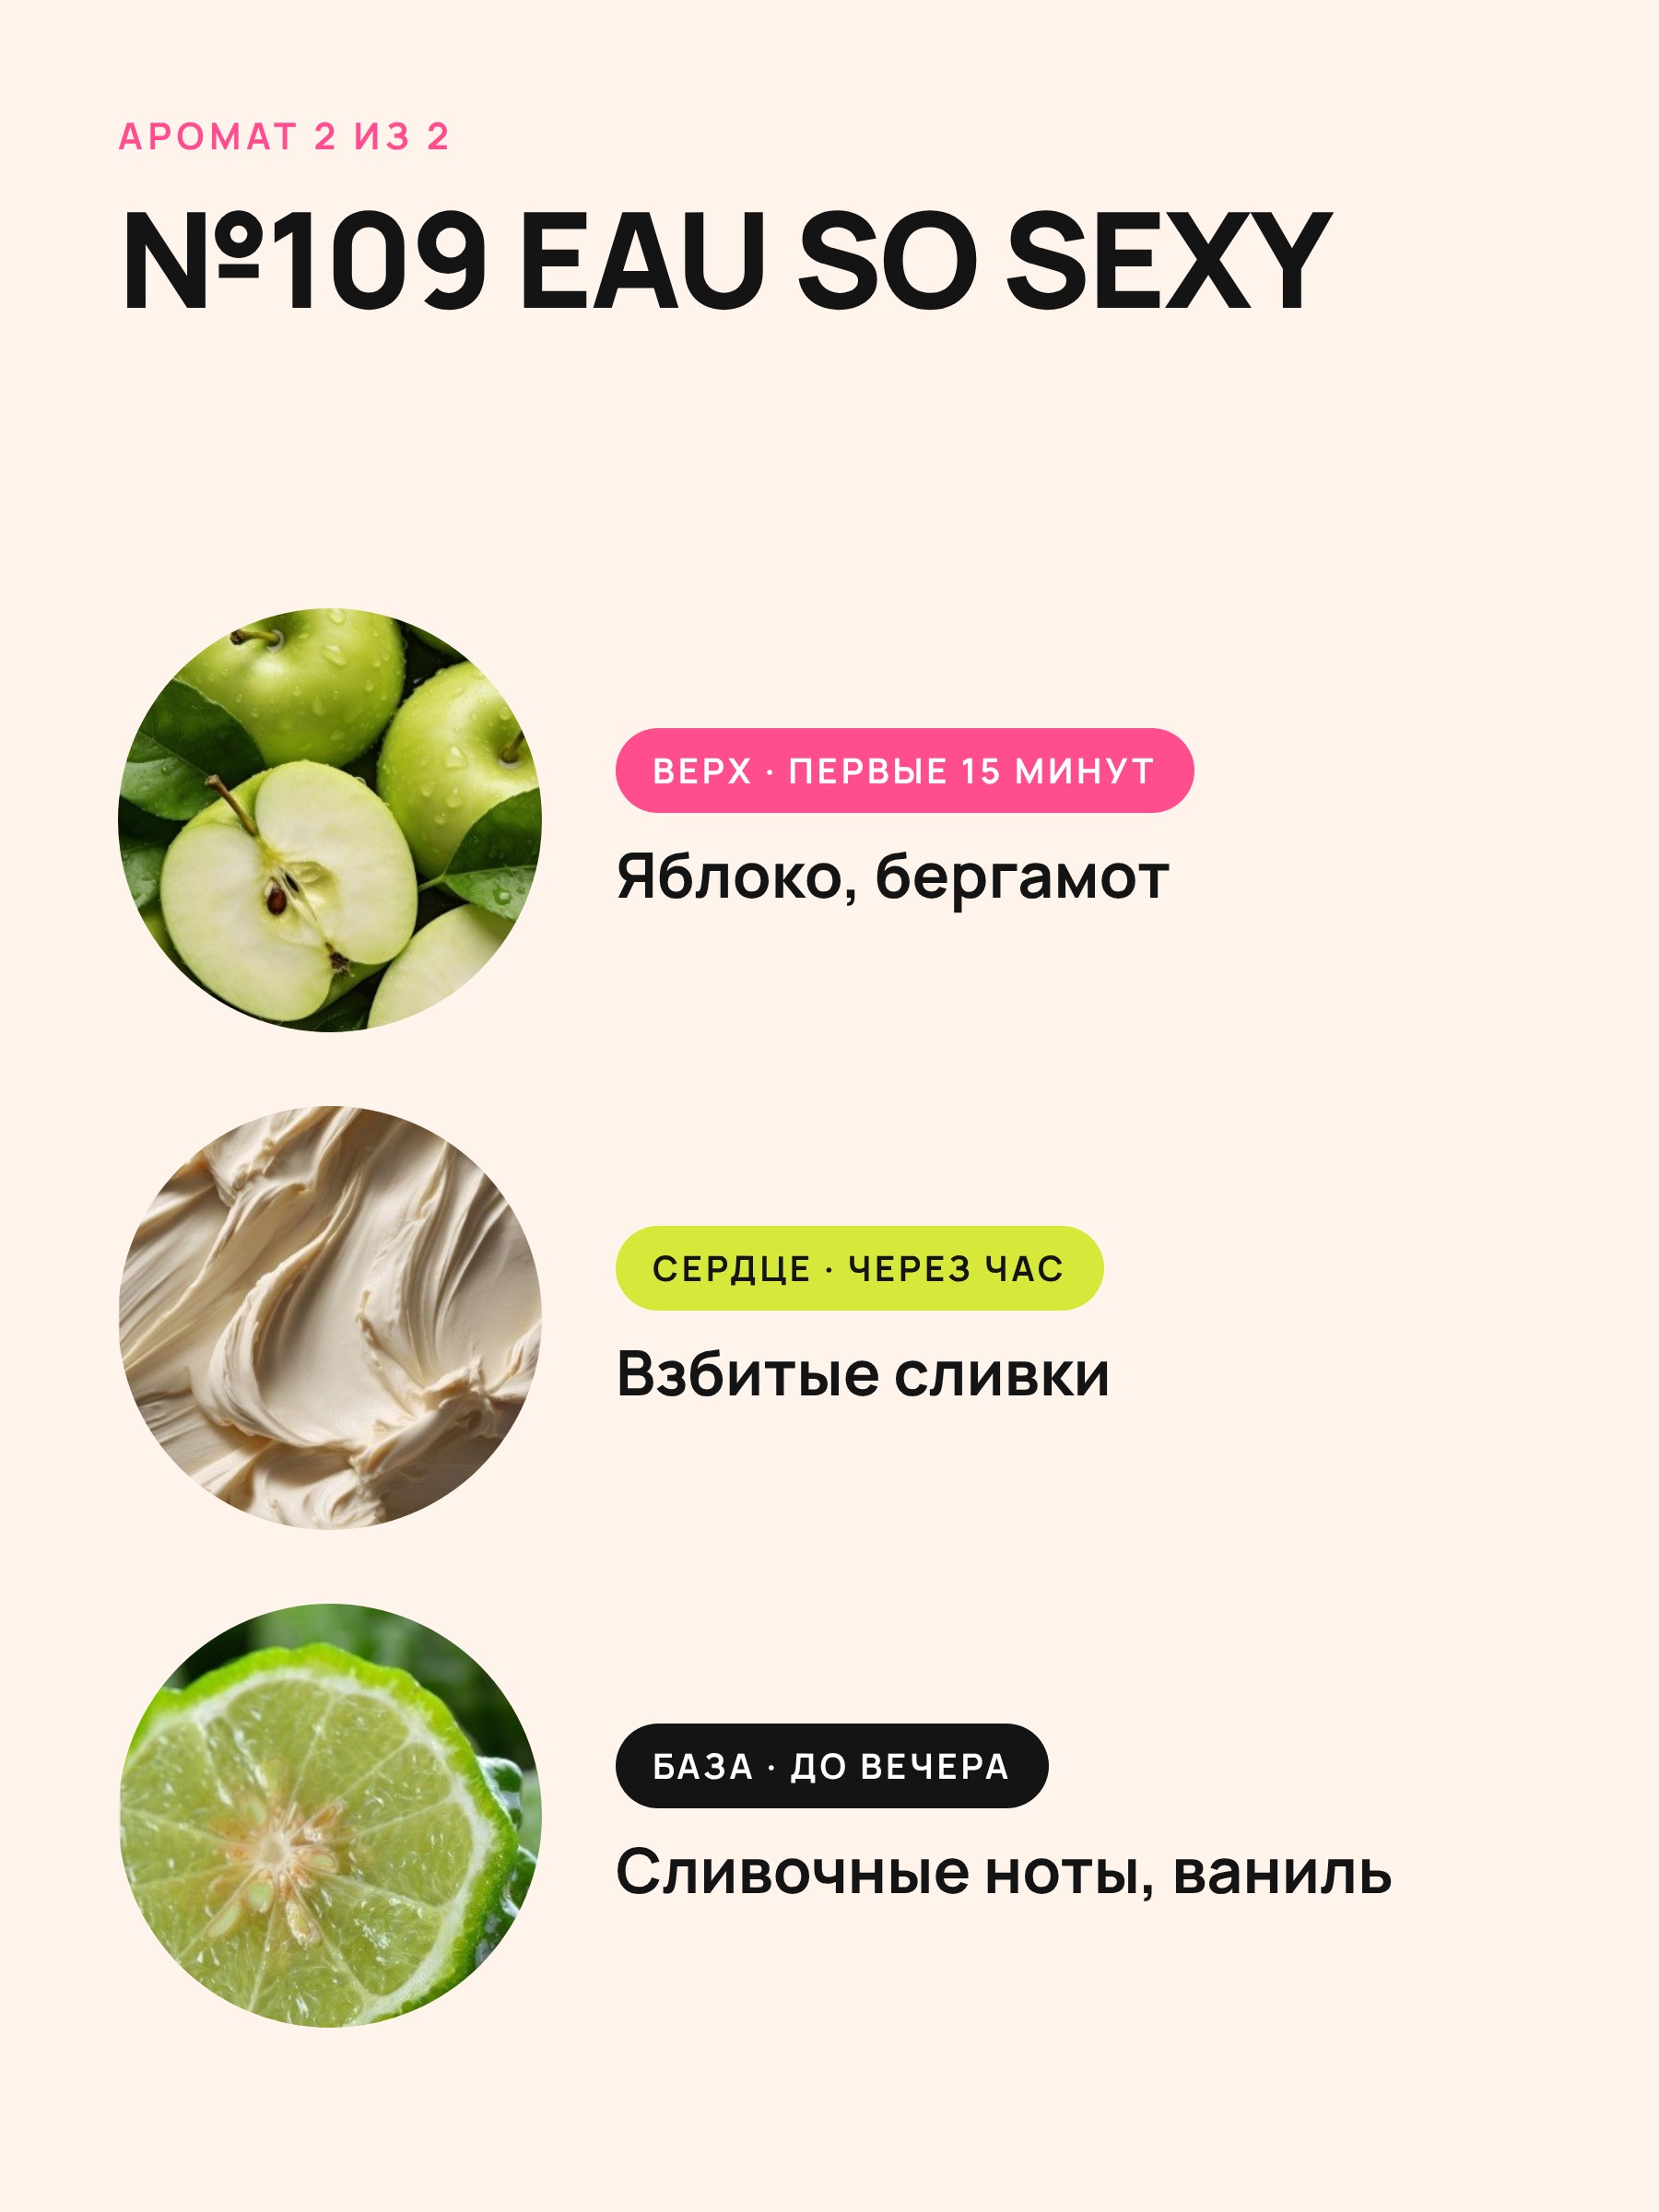 АРОМАТ 2 ИЗ 2
№109 EAU SO SEXY
ВЕРХ · ПЕРВЫЕ 15 МИНУТ
Яблоко, бергамот
СЕРДЦЕ · ЧЕРЕЗ ЧАС
Взбитые сливки
БАЗА · ДО ВЕЧЕРА
Сливочные ноты, ваниль